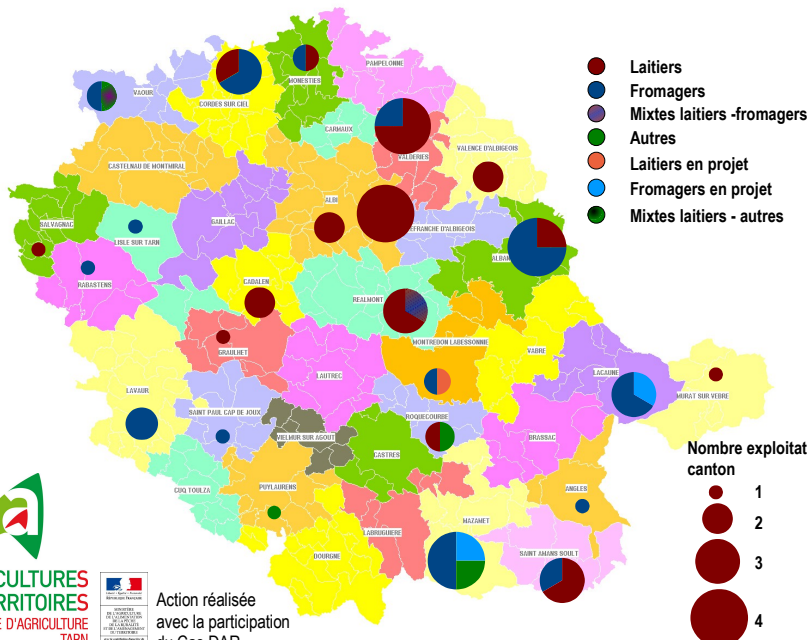 PAMPELONNE
MONESTIES
VAOUR
CORDES SUR CIEL
CARMAUX
VALDERIES
VALENCE D'ALBIGEOIS
CASTELNAU DE MONTMIRAL
ALBI
GAILLAC
SALVAGNAC
LISLE SUR TARN
EFRANCHE D'ALBIGEOIS
ALBAN
RABASTENS
CADALEN
REALMONT
MONTREDON LABESSONNIE
GRAULHET
VABRE
LAUTREC
LACAUNE
MURAT SUR VEBRE
LAVAUR
SAINT PAUL CAP DE JOUX
ROQUECOURBE
VIELMUR SUR AGOUT
BRASSAC
CASTRES
CUQ TOULZA
PUYLAURENS
ANGLES
MAZAMET
LABRUGUIERE
SAINT AMANS SOULT
DOURGNE
Laitiers
Fromagers
Mixtes laitiers -fromagers
Autres
Laitiers en projet
Fromagers en projet
Mixtes laitiers - autres
Nombre exploitat
canton
1
2
3
4
CULTURES
RRITOIRES
E D'AGRICULTURE
TARN
Action réalisée
avec la participation
du Cas DAR